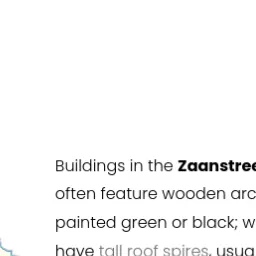 Buildings in the Zaanstree
often feature wooden arc
painted green or black; w
have tall roof spires, usua